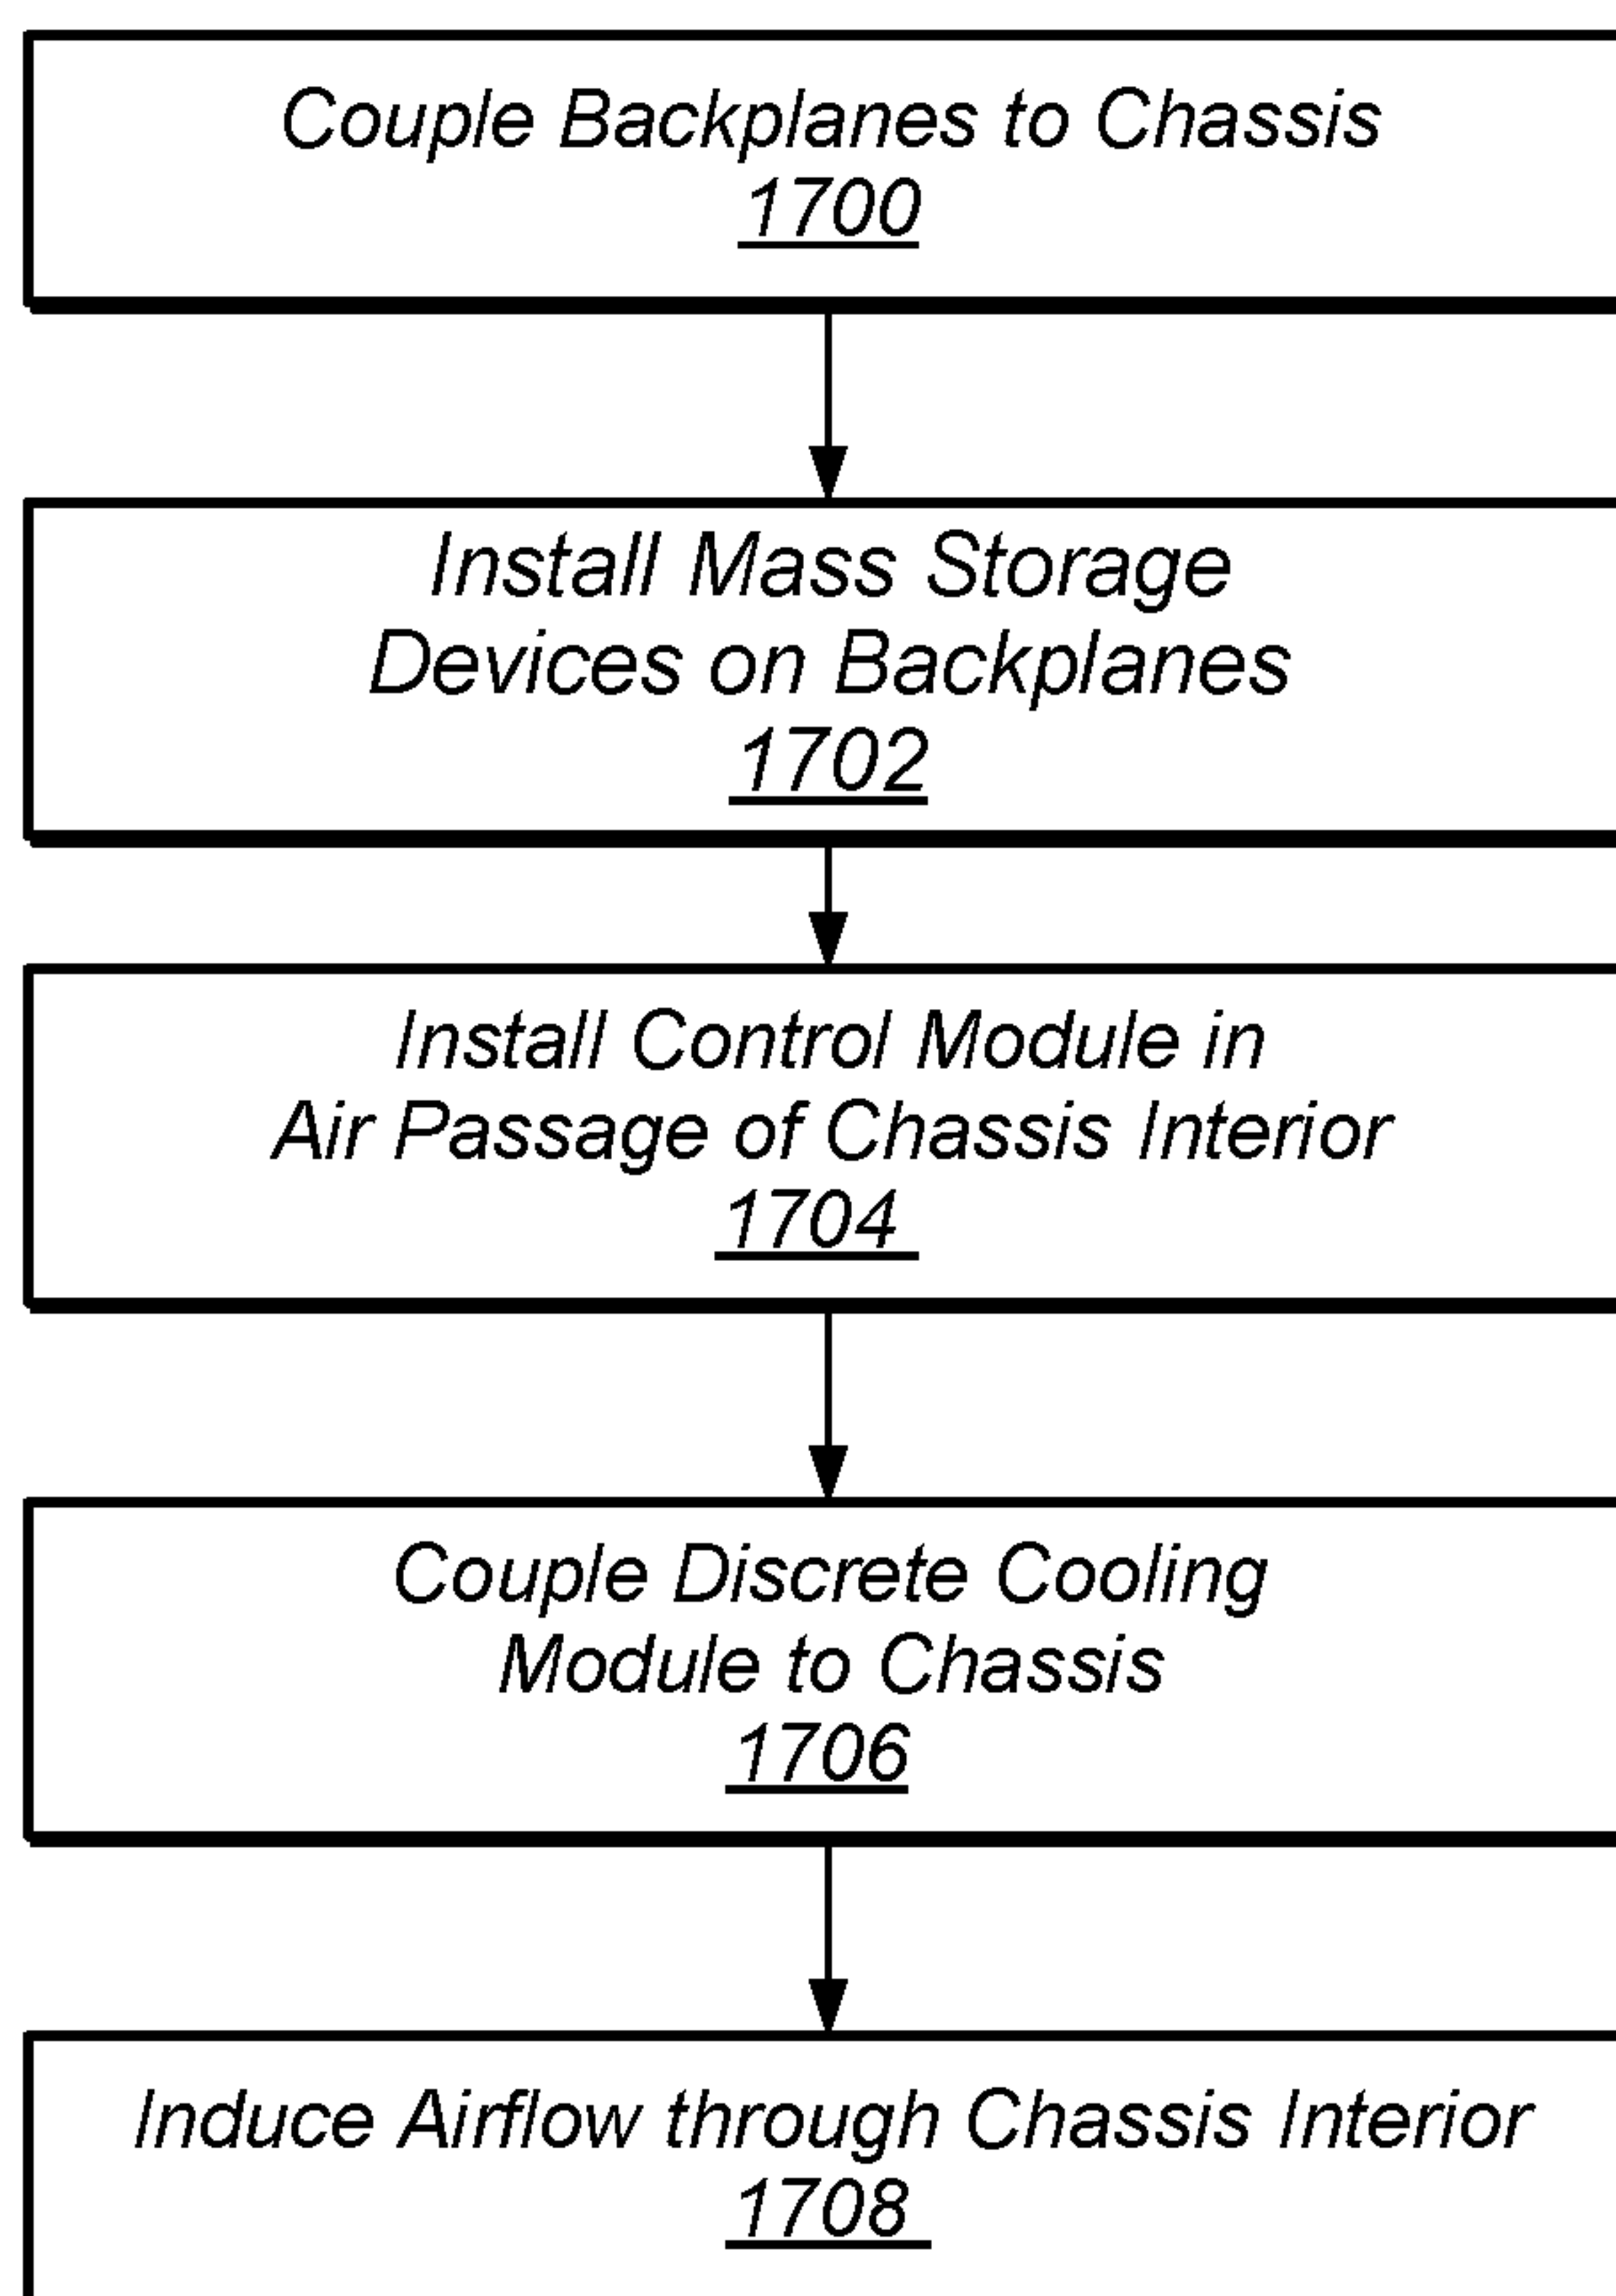 Couple Backplanes to Chassis
1700
Install Mass Storage
Devices on Backplanes
1702
Install Control Module in
Air Passage of Chassis Interior
1704
Couple Discrete Cooling
Module to Chassis
1706
Induce Airflow through Chassis Interior
1708